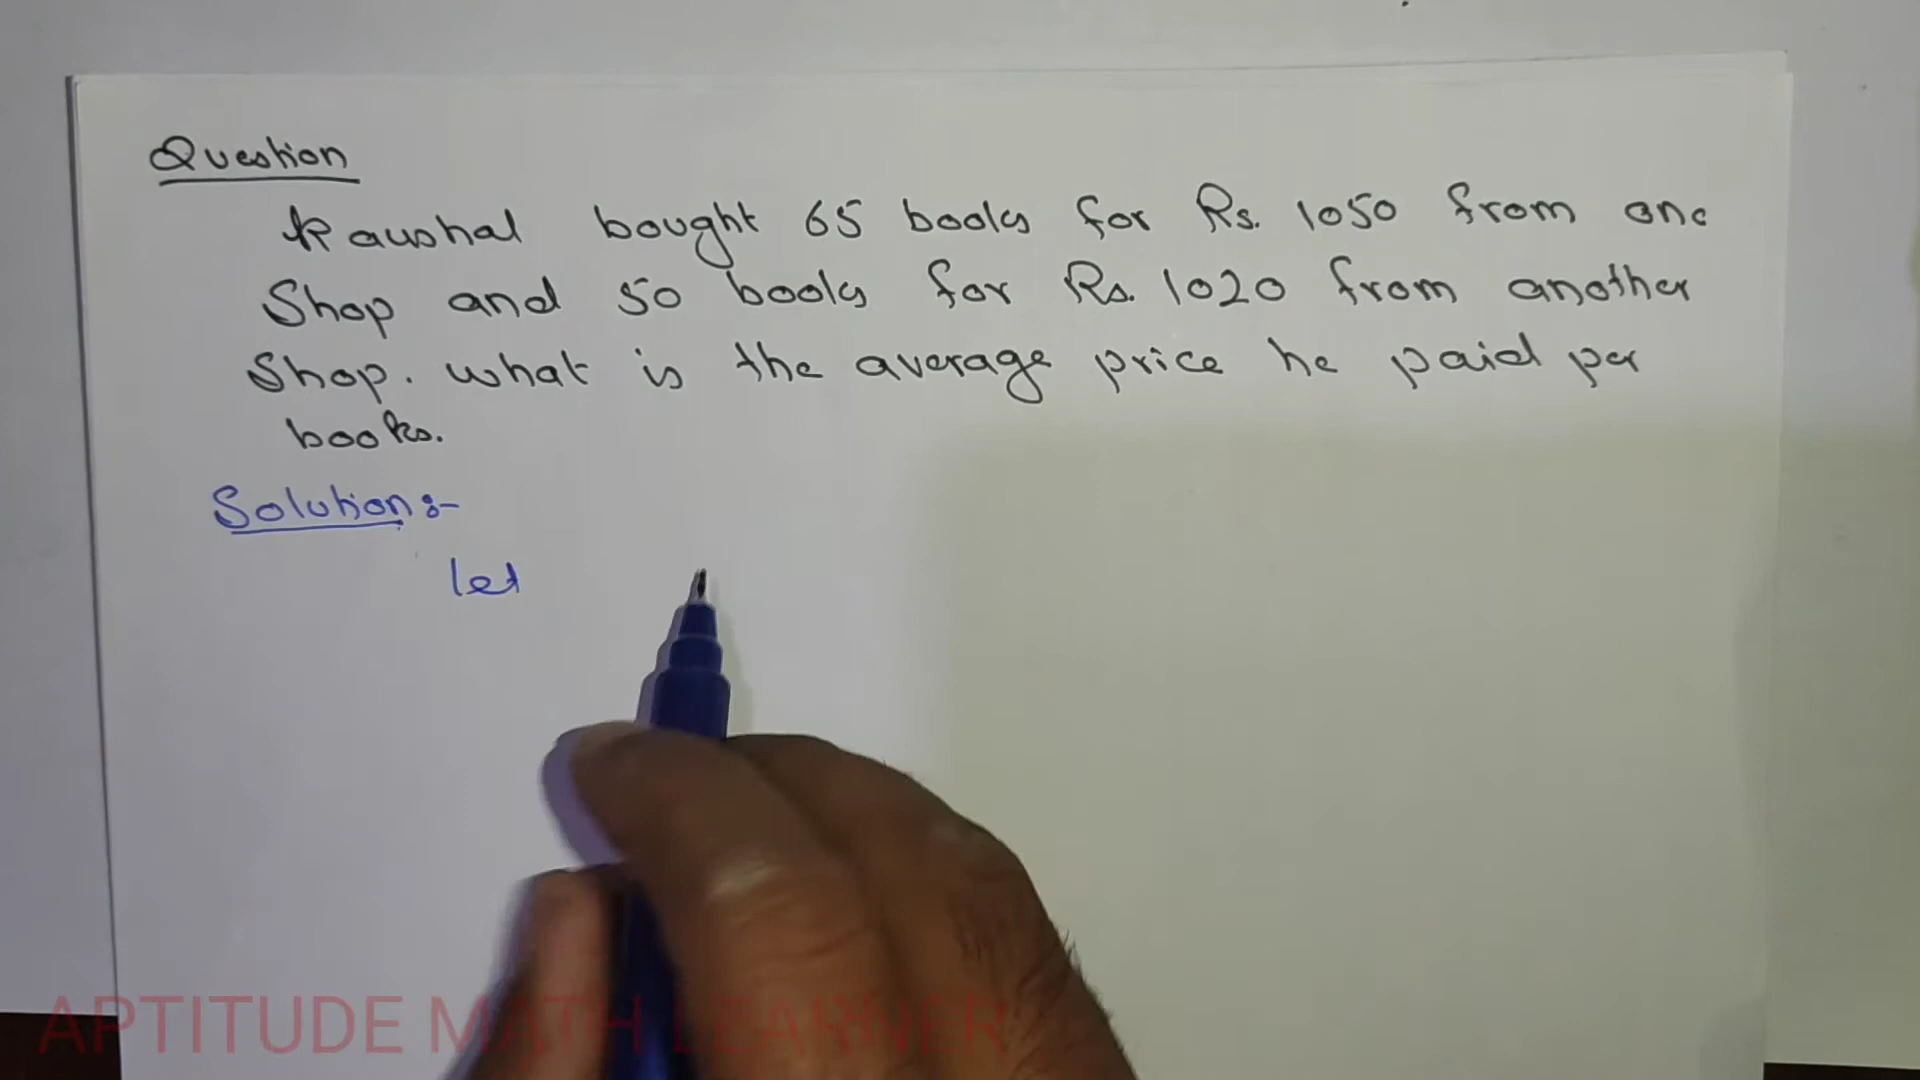 Question
Kaushal bought 65 books for Rs. 1050 from one
Shop and 50 books for Rs. 1020 from another
Shop. what is the average price he paid per
books.
Solution:-
let
APTITUDE MATH LEARNER